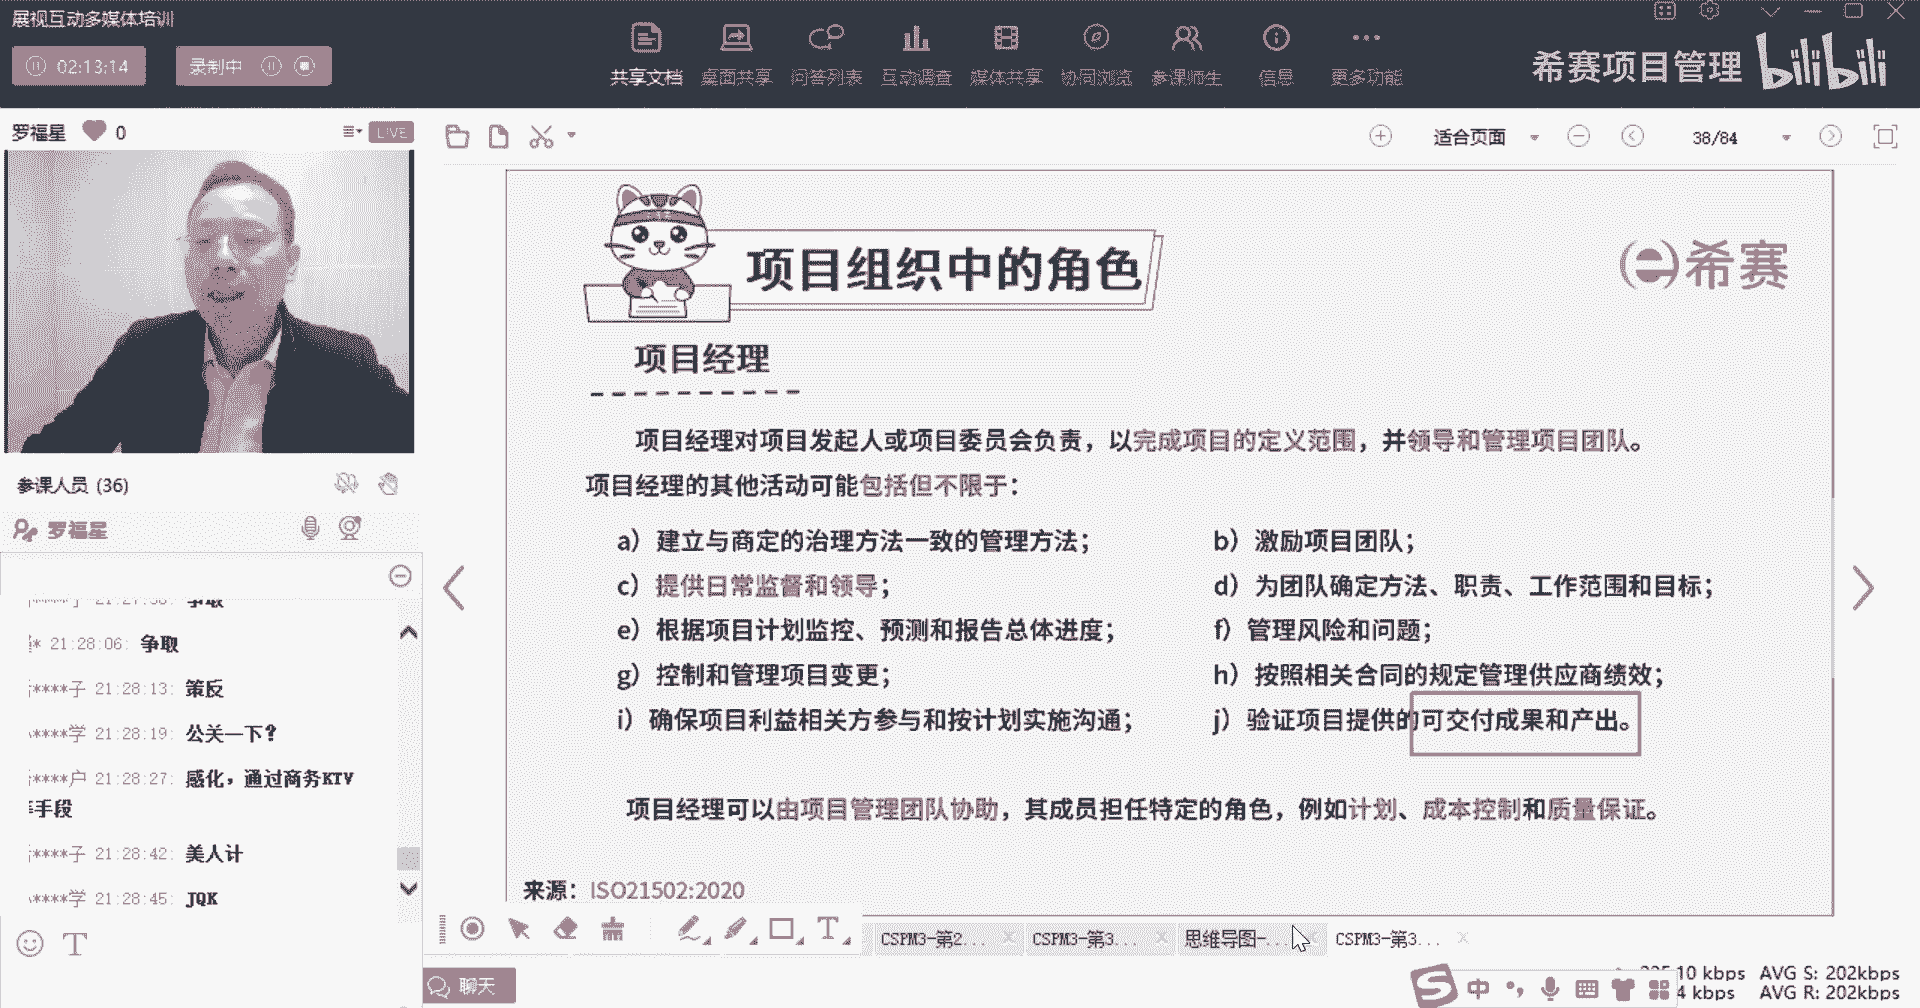 展视互动多媒体培训
02:13:14
录制中
共享文档 桌面共享 问答列表 互动调查 媒体共享 协同浏览 参课师生 信息 更多功能
希赛项目管理 bilibili
罗福星 0 LIVE
适合页面 38/84
项目组织中的角色
希赛
项目经理
项目经理对项目发起人或项目委员会负责，以完成项目的定义范围，并领导和管理项目团队。
项目经理的其他活动可能包括但不限于：
a）建立与商定的治理方法一致的管理方法；
b）激励项目团队；
c）提供日常监督和领导；
d）为团队确定方法、职责、工作范围和目标；
e）根据项目计划监控、预测和报告总体进度；
f）管理风险和问题；
g）控制和管理项目变更；
h）按照相关合同的规定管理供应商绩效；
i）确保项目利益相关方参与和按计划实施沟通；
j）验证项目提供的可交付成果和产出。
项目经理可以由项目管理团队协助，其成员担任特定的角色，例如计划、成本控制和质量保证。
来源：ISO21502:2020
参课人员 (36)
罗福星
争取
* 21:28:06: 争取
****子 21:28:13: 策反
****学 21:28:19: 公关一下？
****户 21:28:27: 感化，通过商务KTV
手段
****子 21:28:42: 美人计
****学 21:28:45: JQK
T
聊天
CSPM3-第2... CSPM3-第3... 思维导图-... CSPM3-第3...
10 kbps AVG S: 202kbps
4 kbps AVG R: 202kbps
中